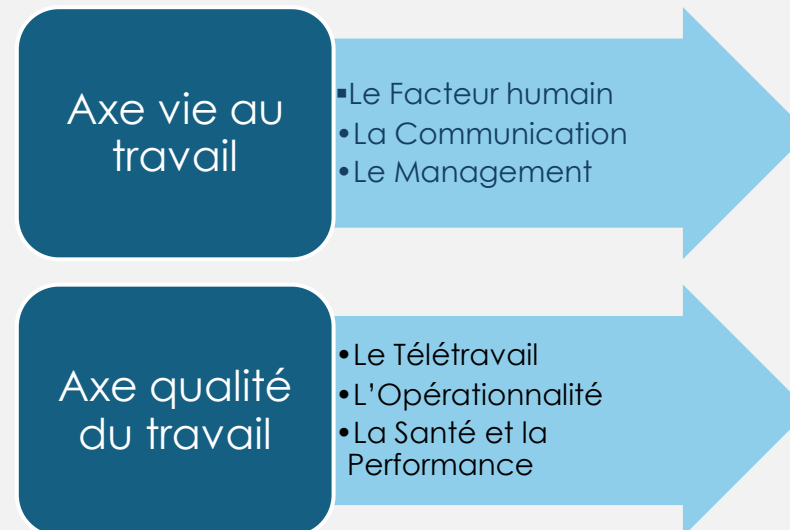 Axe vie au
travail
▪Le Facteur humain
•La Communication
•Le Management
Axe qualité
du travail
•Le Télétravail
•L’Opérationnalité
•La Santé et la
Performance